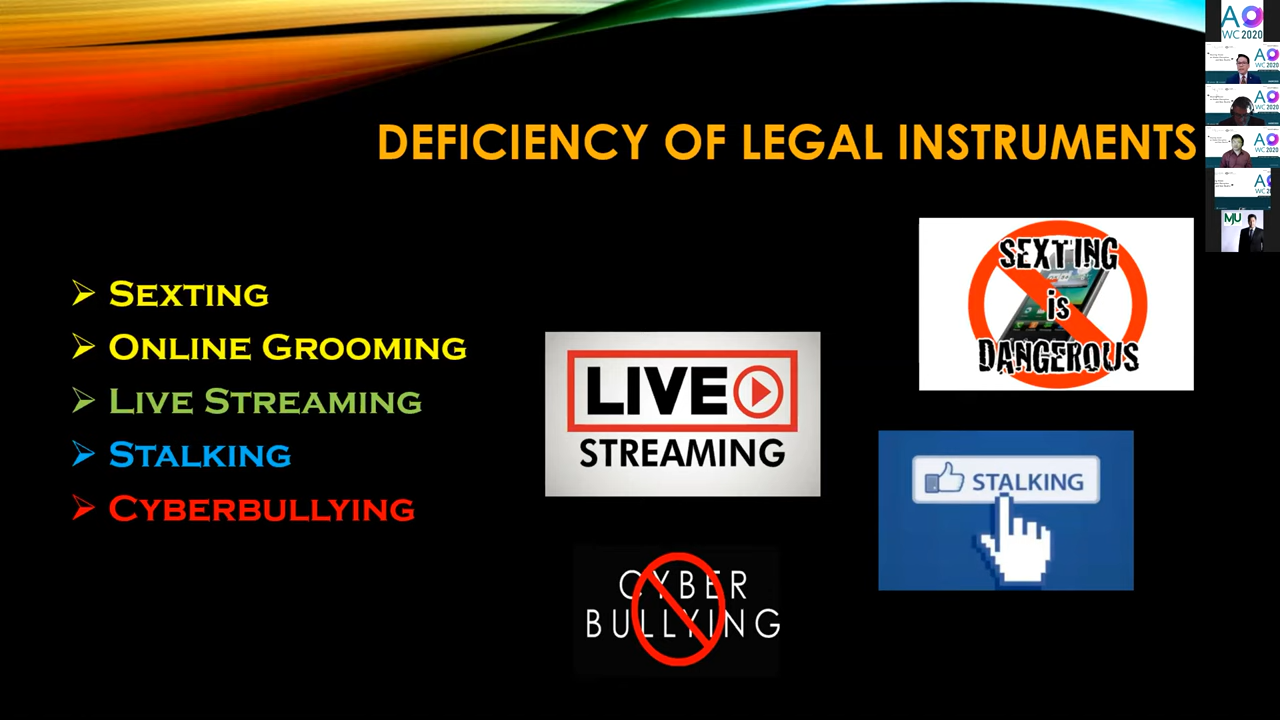 DEFICIENCY OF LEGAL INSTRUMENTS
SEXTING
ONLINE GROOMING
LIVE STREAMING
STALKING
CYBERBULLYING
SEXTING
is
DANGEROUS
LIVE
STREAMING
STALKING
CYBER
BULLYING
WC 2020
MJU